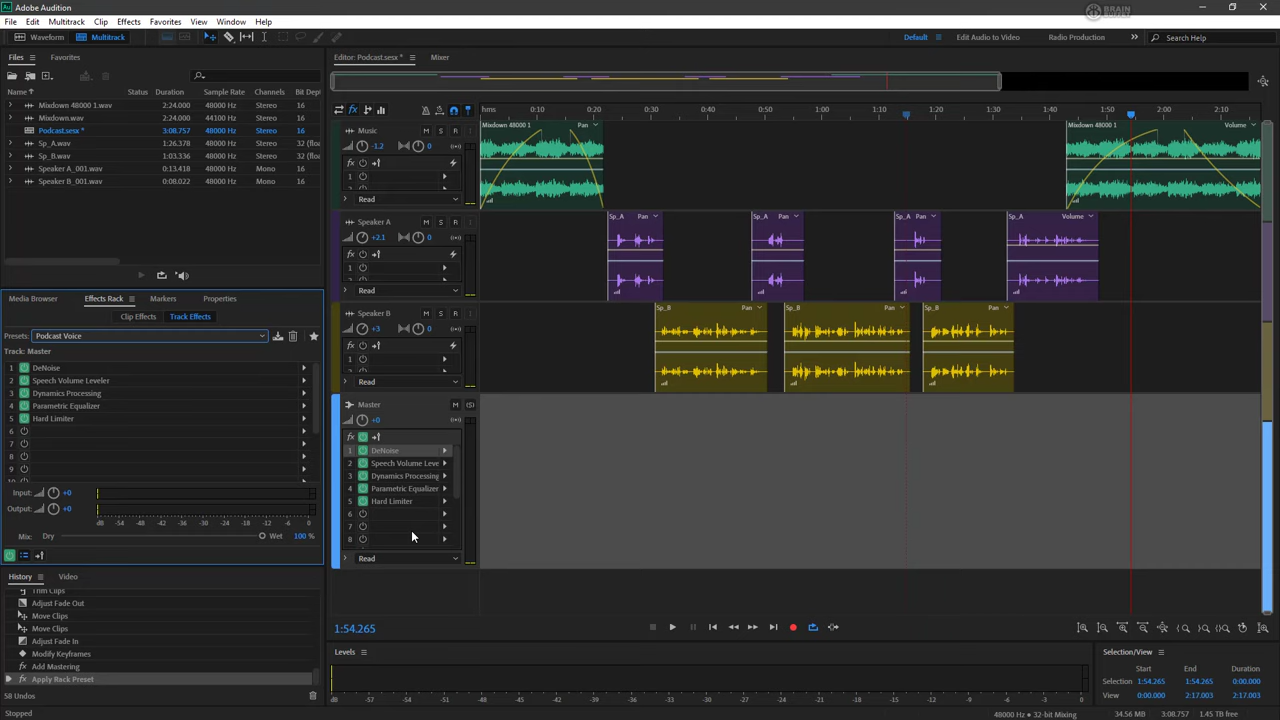 Adobe Audition
BRAIN
File Edit Multitrack Clip Effects Favorites View Window Help
Waveform Multitrack Default Edit Audio to Video Radio Production Search Help
Files Favorites
Name Status Duration Sample Rate Channels Bit Dep
Mixdown 48000 1.wav 2:24.000 48000 Hz Stereo 16
Mixdown.wav 2:24.000 44100 Hz Stereo 16
Podcast.sesx * 3:08.757 48000 Hz Stereo 32
Sp_A.wav 1:26.378 48000 Hz Stereo 32 (float
Sp_B.wav 1:03.336 48000 Hz Stereo 32 (float
Speaker A_001.wav 0:13.418 48000 Hz Mono 16
Speaker B_001.wav 0:08.022 48000 Hz Mono 16
Media Browser Effects Rack Markers Properties
Clip Effects Track Effects
Presets: Podcast Voice
Track: Master
1 DeNoise
2 Speech Volume Leveler
3 Dynamics Processing
4 Parametric Equalizer
5 Hard Limiter
6
7
8
9
Input: +0
Output: +0
dB -54 -48 -42 -36 -30 -24 -18 -12 -6 0
Mix: Dry Wet 100 %
History Video
Trim Clips
Adjust Fade Out
Move Clips
Move Clips
Adjust Fade In
Modify Keyframes
Add Mastering
Apply Rack Preset
58 Undos
Stopped
Editor: Podcast.sesx * Mixer
hms 0:10 0:20 0:30 0:40 0:50 1:00 1:10 1:20 1:30 1:40 1:50 2:00 2:10
Music M S R
-1.2 0
fx
1
Read
Mixdown 48000 1 Pan
Mixdown 48000 1 Volume
Speaker A M S R
+2.1 0
fx
1
Read
Sp_A Pan
Sp_A Pan
Sp_A Pan
Sp_A Volume
Speaker B M S R
+3 0
fx
1
Read
Sp_B Pan
Sp_B Pan
Sp_B Pan
Master M (S)
+0
fx
1 DeNoise
2 Speech Volume Leve
3 Dynamics Processing
4 Parametric Equalizer
5 Hard Limiter
6
7
8
Read
1:54.265
Levels
dB -57 -54 -51 -48 -45 -42 -39 -36 -33 -30 -27 -24 -21 -18 -15 -12 -9 -6 -3 0
Selection/View
Start End Duration
Selection 1:54.265 1:54.265 0:00.000
View 0:00.000 2:17.003 2:17.003
48000 Hz • 32-bit Mixing 34.56 MB 3:08.757 1.45 TB free